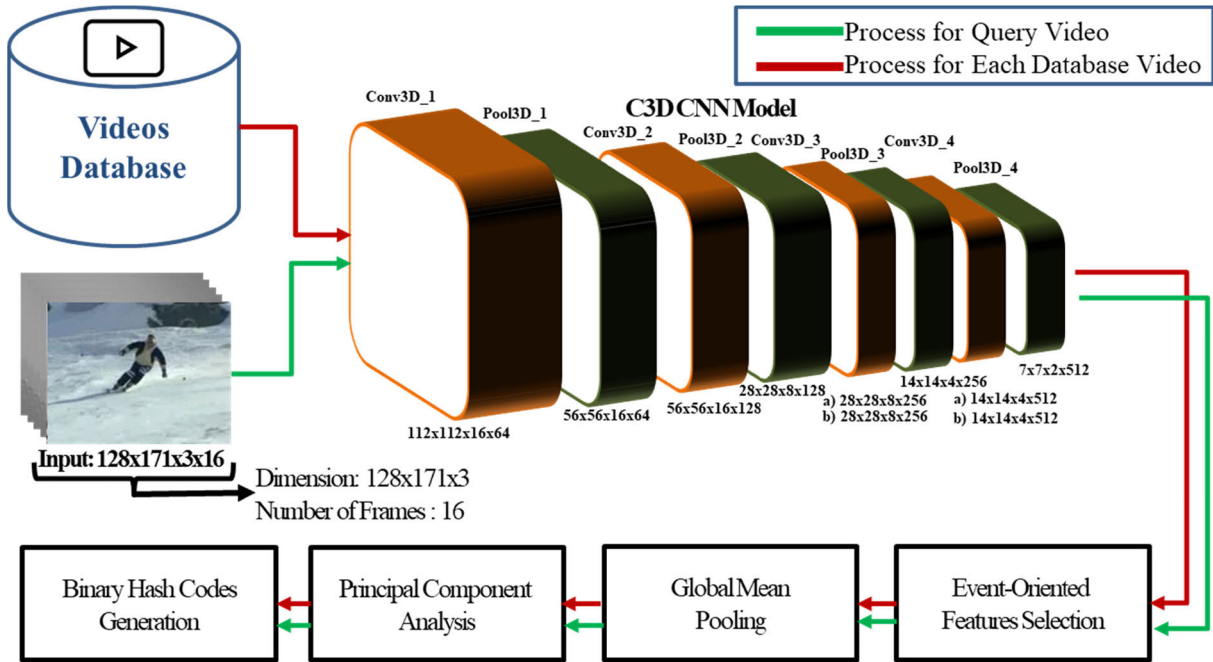 Process for Query Video
Process for Each Database Video
Videos
Database
C3D CNN Model
Conv3D_1
Pool3D_1
Conv3D_2
Pool3D_2
Conv3D_3
Pool3D_3
Conv3D_4
Pool3D_4
112x112x16x64
56x56x16x64
56x56x16x128
28x28x8x128
a) 28x28x8x256
b) 28x28x8x256
14x14x4x256
a) 14x14x4x512
b) 14x14x4x512
7x7x2x512
Input: 128x171x3x16
Dimension: 128x171x3
Number of Frames : 16
Binary Hash Codes
Generation
Principal Component
Analysis
Global Mean
Pooling
Event-Oriented
Features Selection